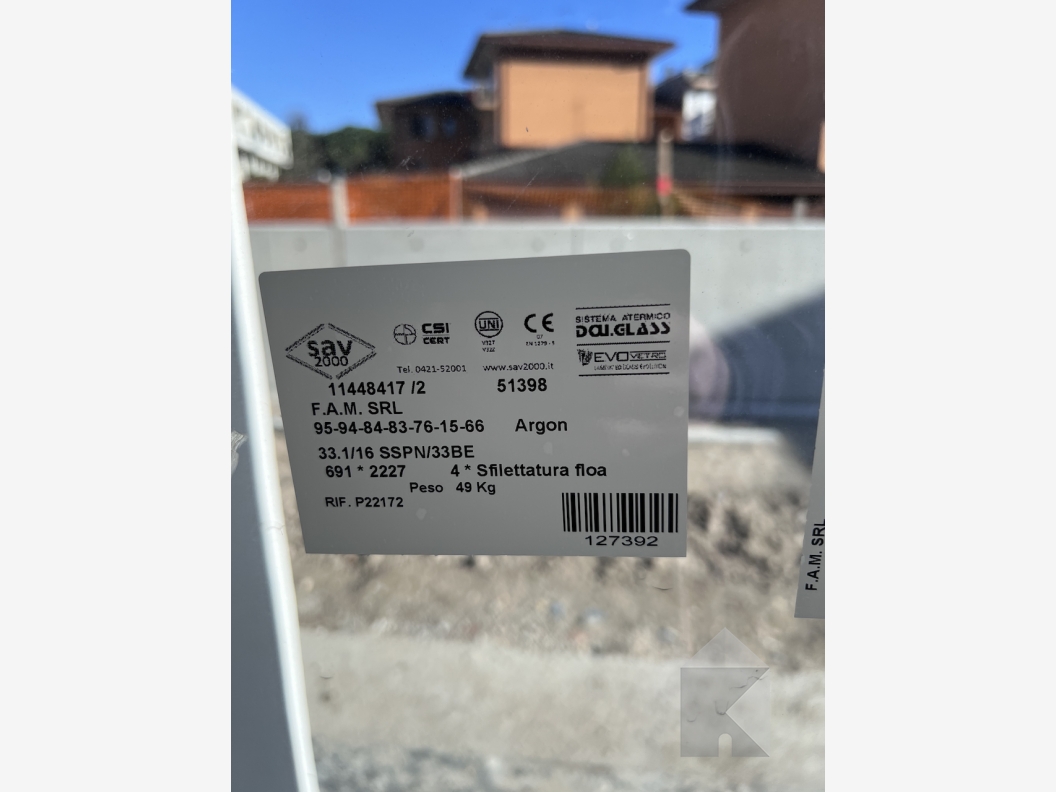 sav
2000
CSI
CERT
UNI
CE
SISTEMA ATERMICO
DAU.GLASS
EVOVETRO
Tel. 0421-52001 www.sav2000.it
11448417 /2 51398
F.A.M. SRL
95-94-84-83-76-15-66 Argon
33.1/16 SSPN/33BE
691 * 2227 4 * Sfilettatura floa
Peso 49 Kg
RIF. P22172
127392
F.A.M. SRL